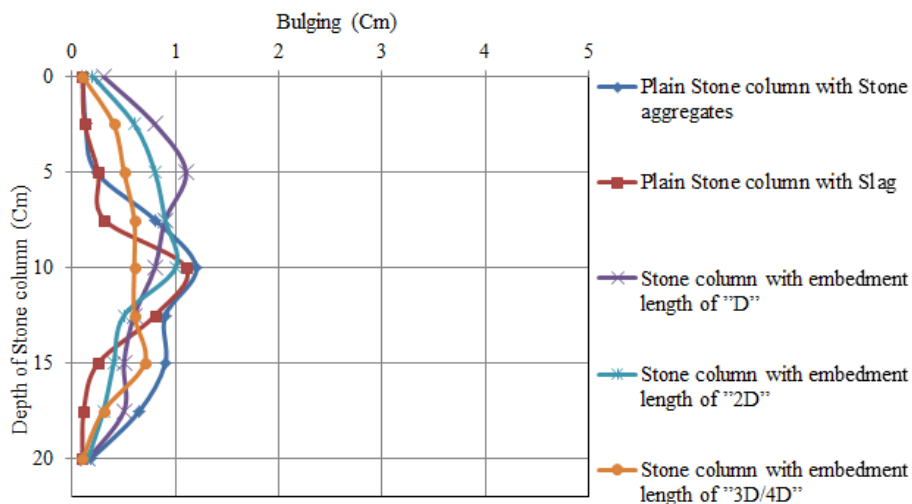 Bulging (Cm)
0 1 2 3 4 5
0
5
10
15
20
Depth of Stone column (Cm)
Plain Stone column with Stone
aggregates
Plain Stone column with Slag
Stone column with embedment
length of ”D”
Stone column with embedment
length of ”2D”
Stone column with embedment
length of ”3D/4D”